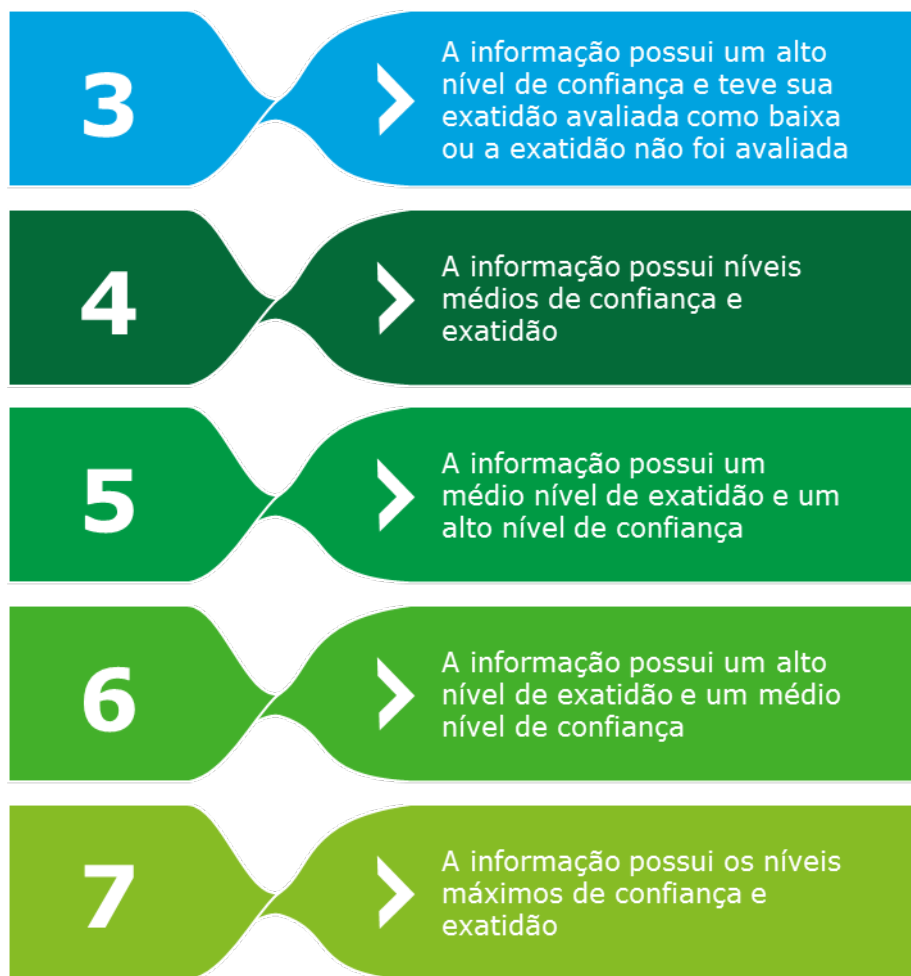 3
A informação possui um alto
nível de confiança e teve sua
exatidão avaliada como baixa
ou a exatidão não foi avaliada
4
A informação possui níveis
médios de confiança e
exatidão
5
A informação possui um
médio nível de exatidão e um
alto nível de confiança
6
A informação possui um alto
nível de exatidão e um médio
nível de confiança
7
A informação possui os níveis
máximos de confiança e
exatidão